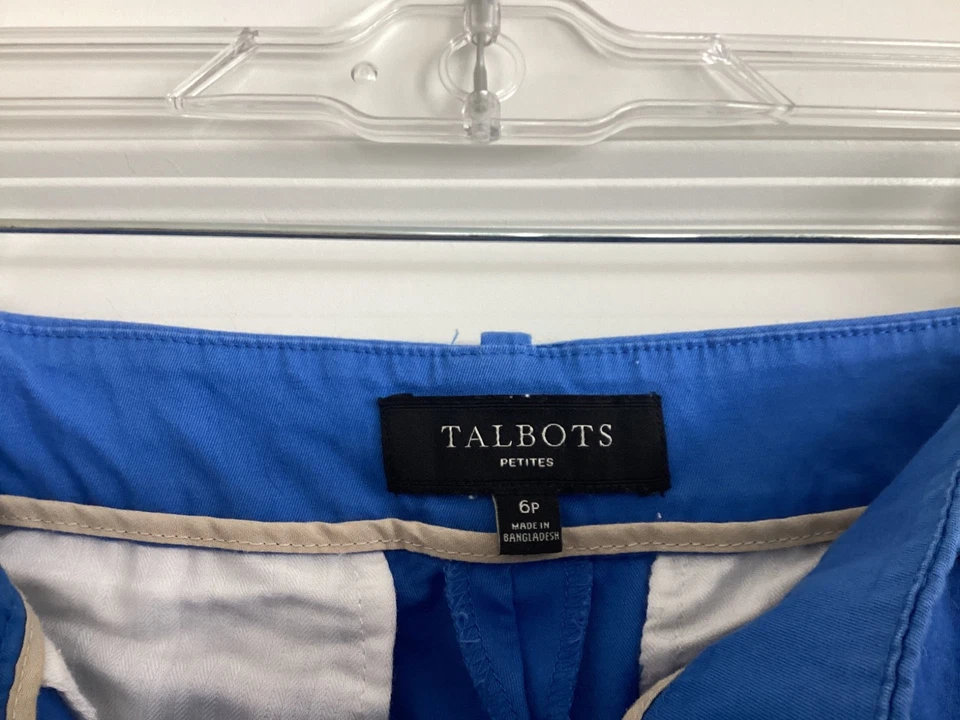 TALBOTS
PETITES
6P
MADE IN
BANGLADESH